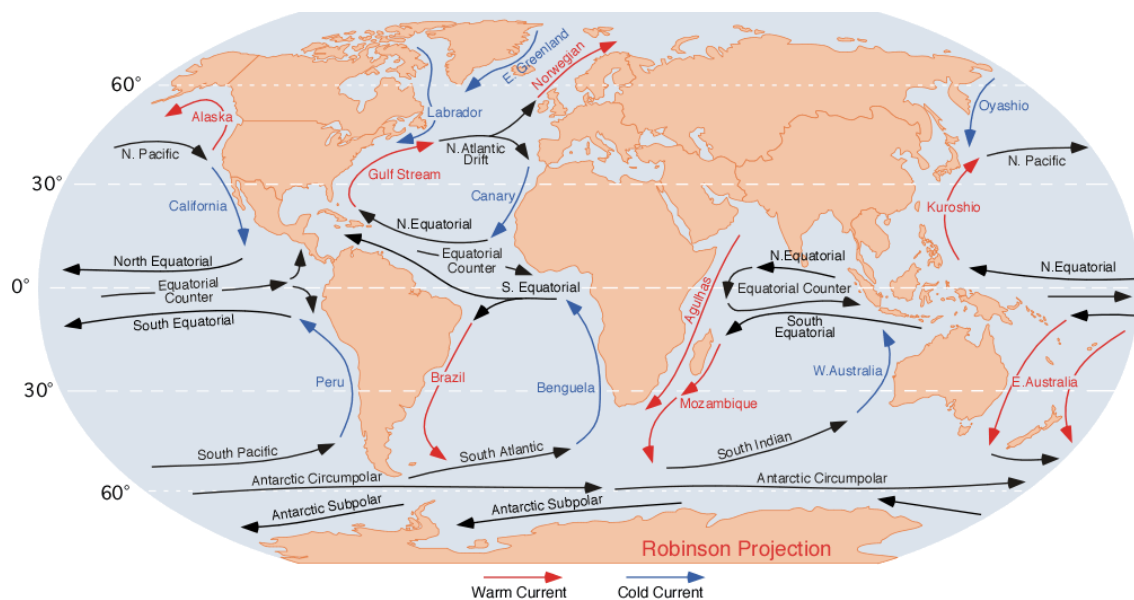 E. Greenland
Norwegian
60°
Labrador
Oyashio
Alaska
N. Pacific
N.Atlantic
Drift
N. Pacific
Gulf Stream
30°
California
Canary
Kuroshio
N.Equatorial
North Equatorial
Equatorial
Counter
N.Equatorial
N.Equatorial
0°
Equatorial
Counter
S. Equatorial
Equatorial Counter
Agulhas
South Equatorial
South
Equatorial
Peru
Brazil
Benguela
W.Australia
E.Australia
30°
Mozambique
South Pacific
South Atlantic
South Indian
Antarctic Circumpolar
Antarctic Circumpolar
60°
Antarctic Subpolar
Antarctic Subpolar
Robinson Projection
Warm Current
Cold Current